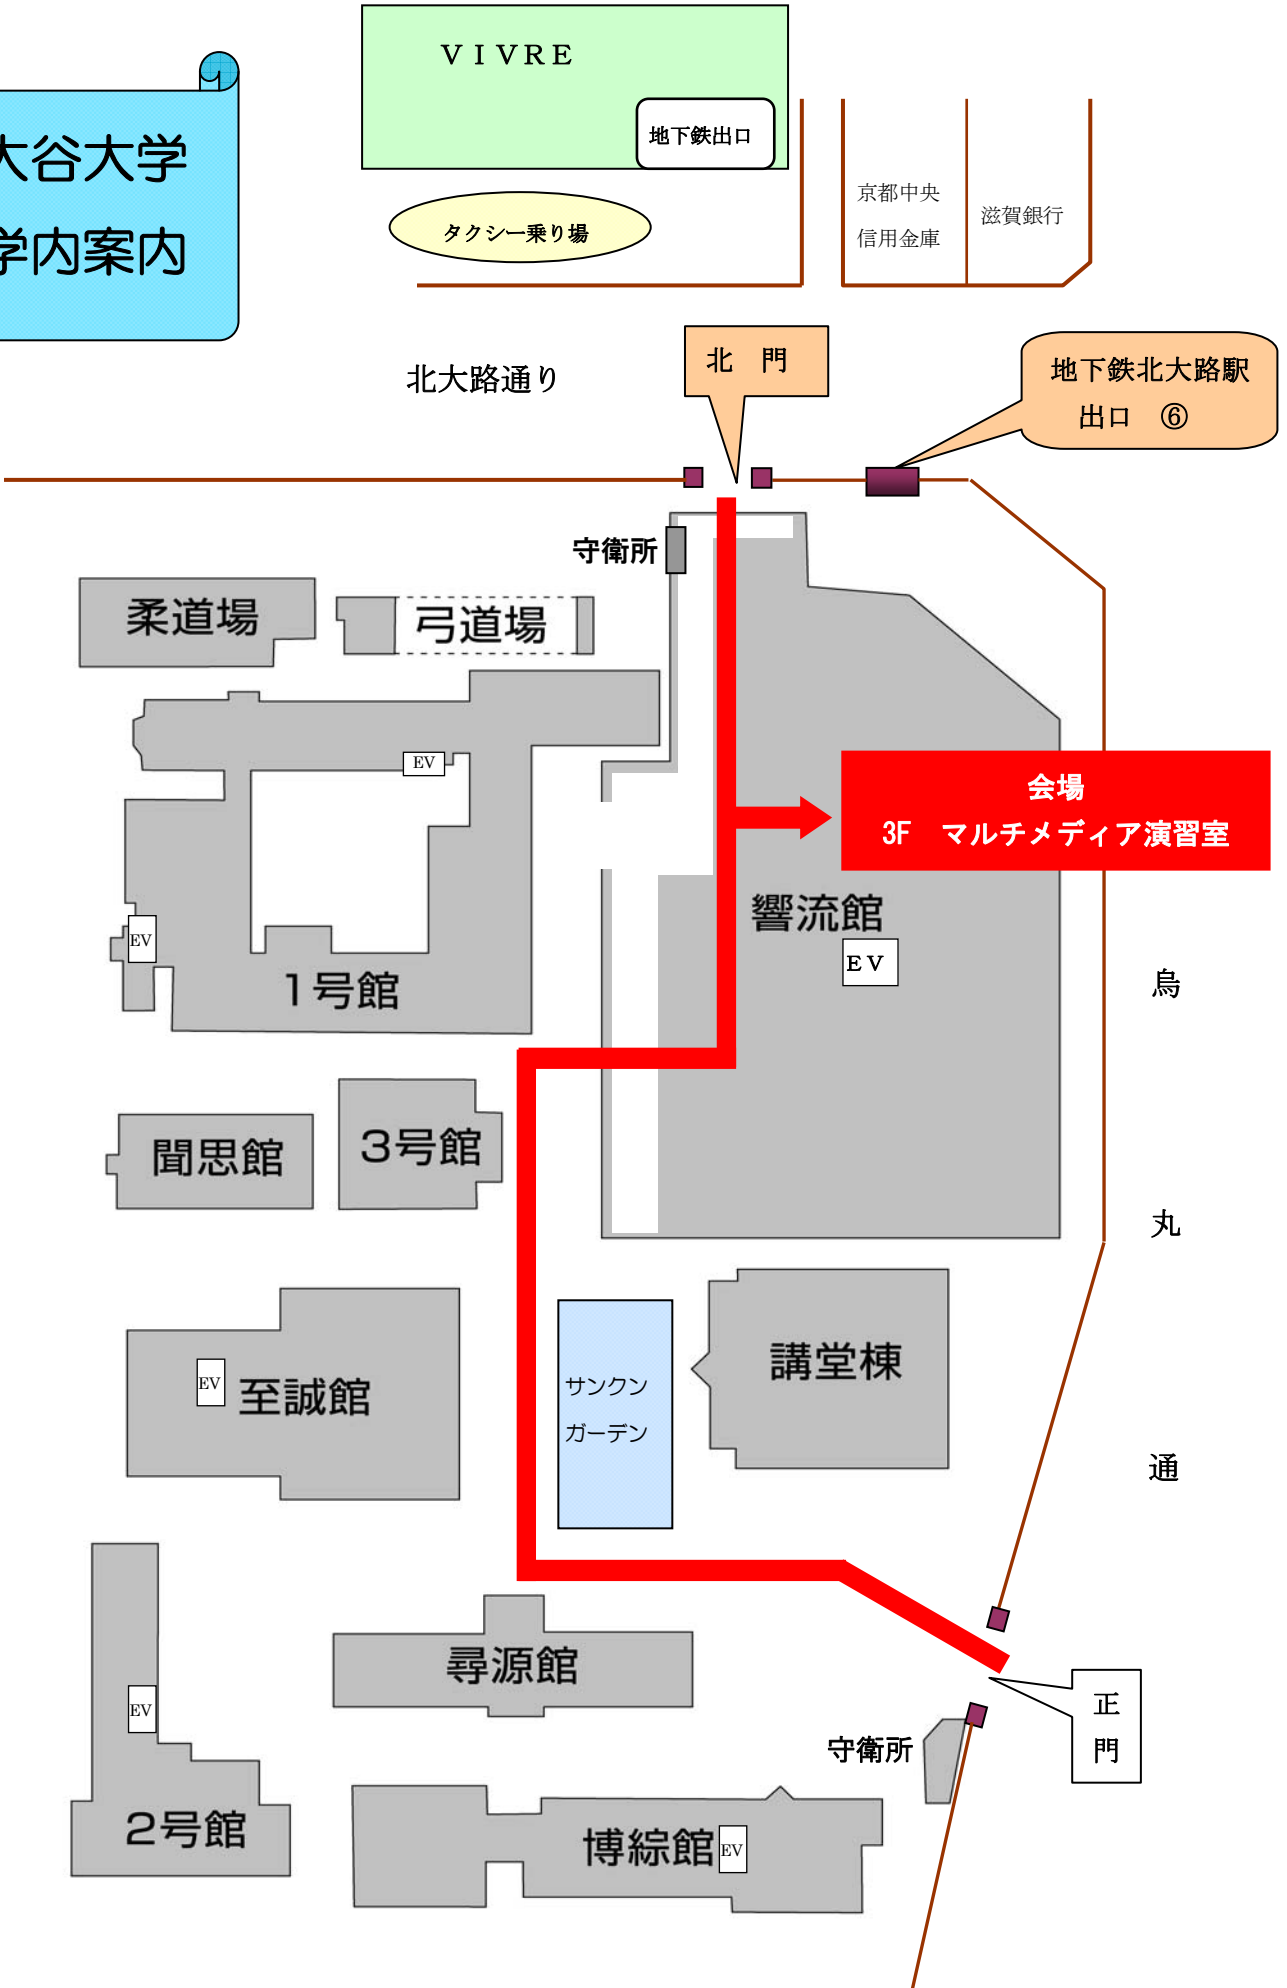 ＶＩＶＲＥ
地下鉄出口
大谷大学
学内案内
タクシー乗り場
京都中央
信用金庫
滋賀銀行
北大路通り
北　門
地下鉄北大路駅
出口　⑥
守衛所
柔道場
弓道場
EV
会場
3F　マルチメディア演習室
響流館
ＥＶ
EV
1号館
烏
丸
通
聞思館
3号館
EV
至誠館
サンクン
ガーデン
講堂棟
尋源館
EV
2号館
正
門
守衛所
博綜館
EV